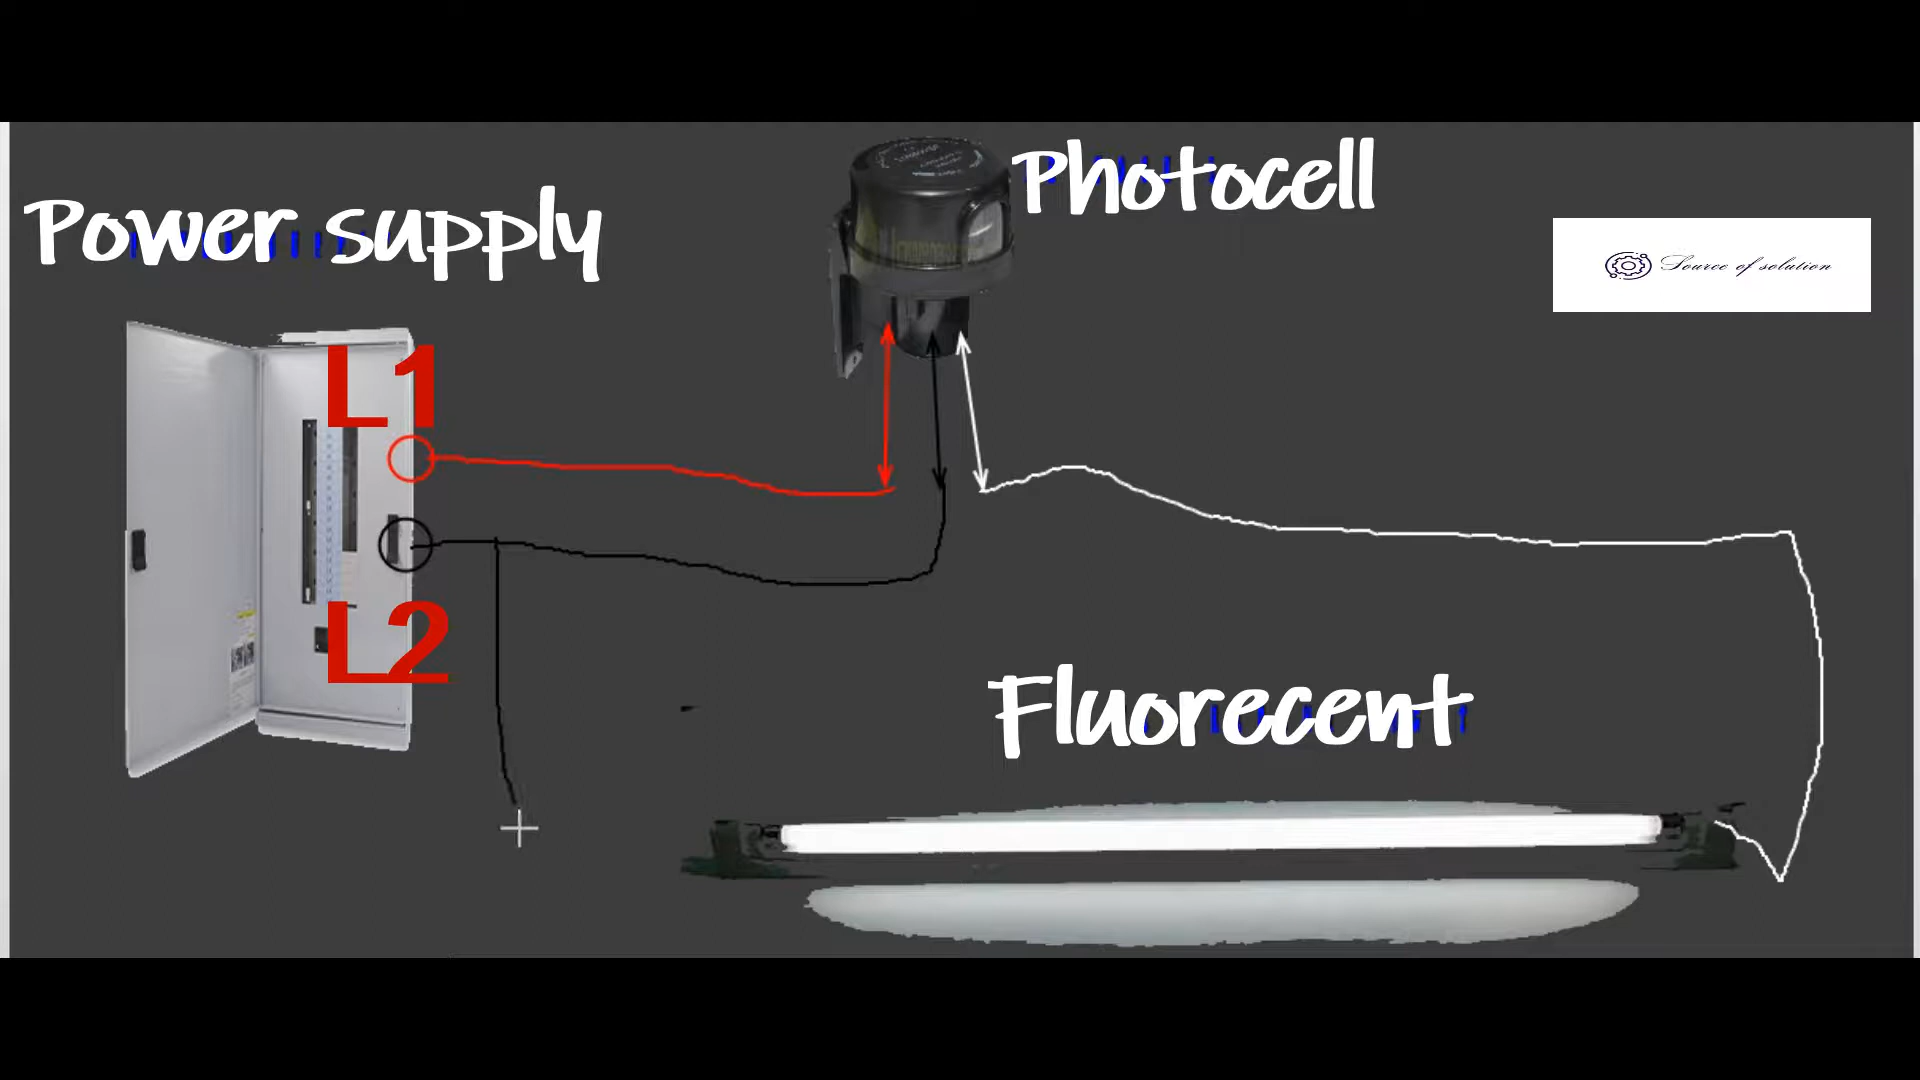 Photocell
Power supply
Source of solution
L1
L2
Fluorecent